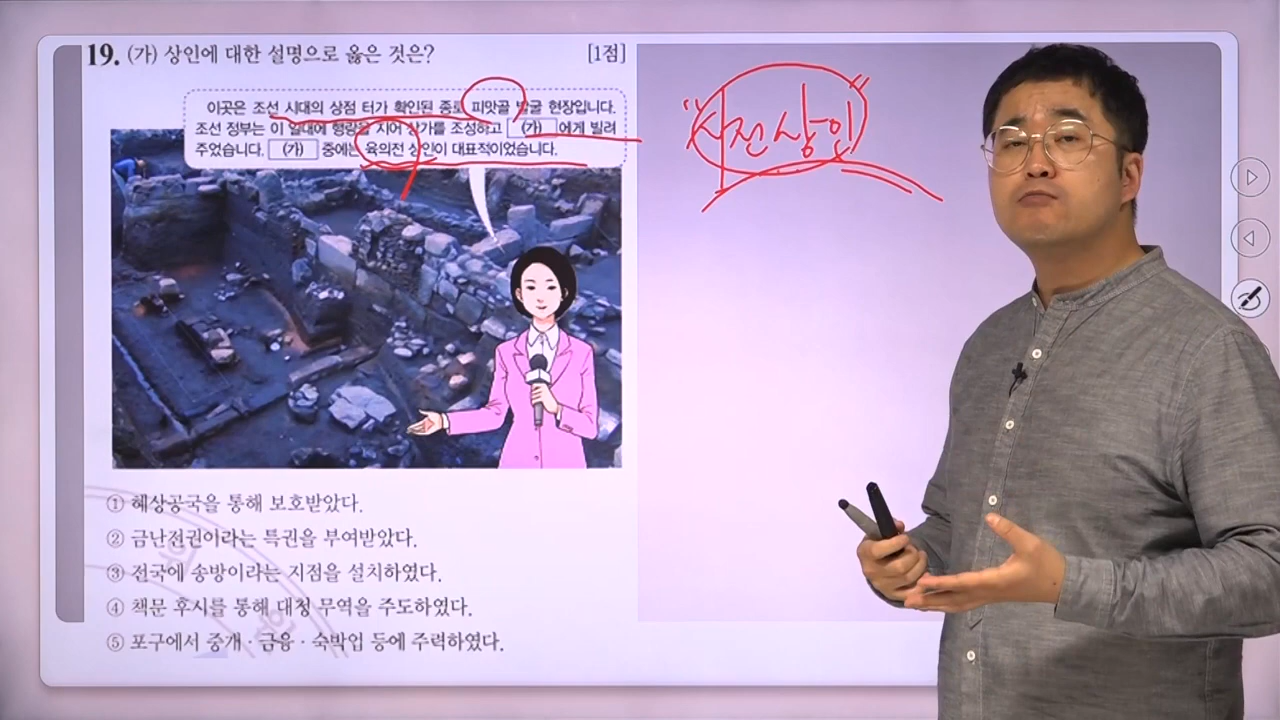 19. (가) 상인에 대한 설명으로 옳은 것은? [1점]
이곳은 조선 시대의 상점 터가 확인된 종로 피맛골 발굴 현장입니다.
조선 정부는 이 일대에 행랑을 지어 상가를 조성하고 (가) 에게 빌려
주었습니다. (가) 중에는 육의전 상인이 대표적이었습니다.
"시전상인"
① 혜상공국을 통해 보호받았다.
② 금난전권이라는 특권을 부여받았다.
③ 전국에 송방이라는 지점을 설치하였다.
④ 책문 후시를 통해 대청 무역을 주도하였다.
⑤ 포구에서 중개 · 금융 · 숙박업 등에 주력하였다.